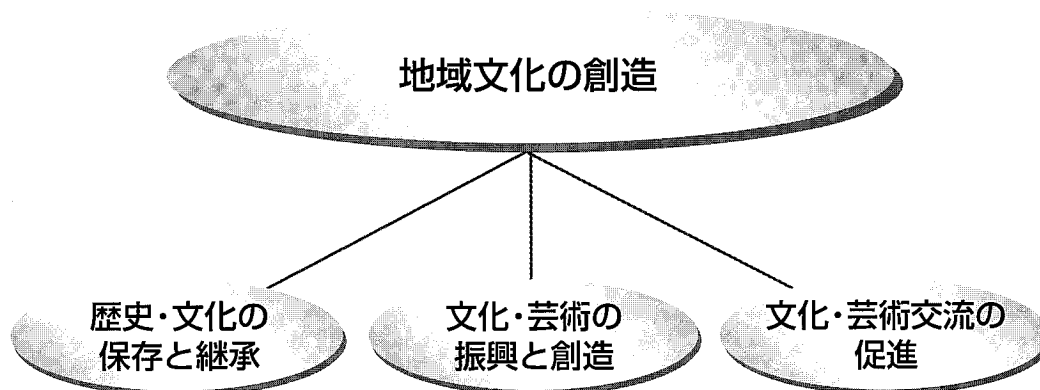 地域文化の創造
歴史・文化の
保存と継承
文化・芸術の
振興と創造
文化・芸術交流の
促進